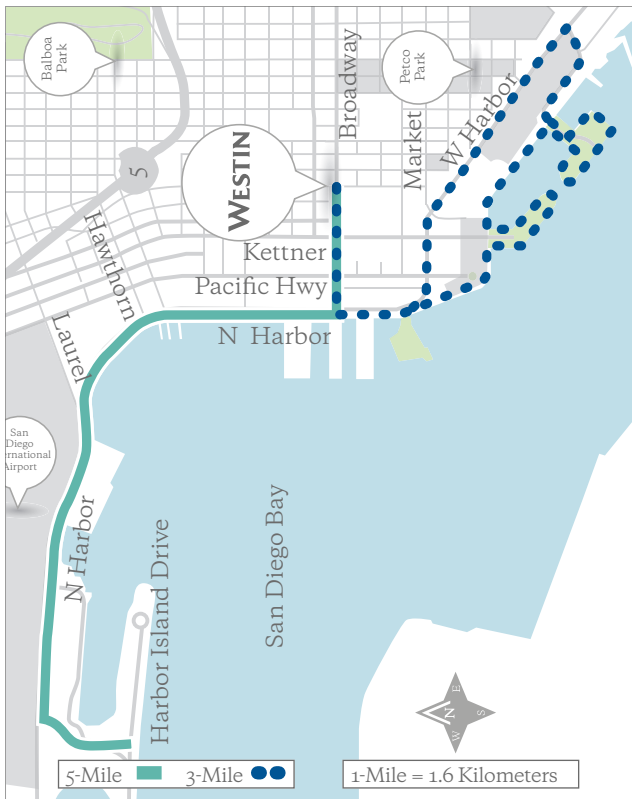 Balboa
Park
Petco
Park
Broadway
Market
W Harbor
5
WESTIN
Hawthorn
Kettner
Pacific Hwy
N Harbor
Laurel
San
Diego
ernational
Airport
N Harbor
Harbor Island Drive
San Diego Bay
N
E
S
W
5-Mile
3-Mile
1-Mile = 1.6 Kilometers